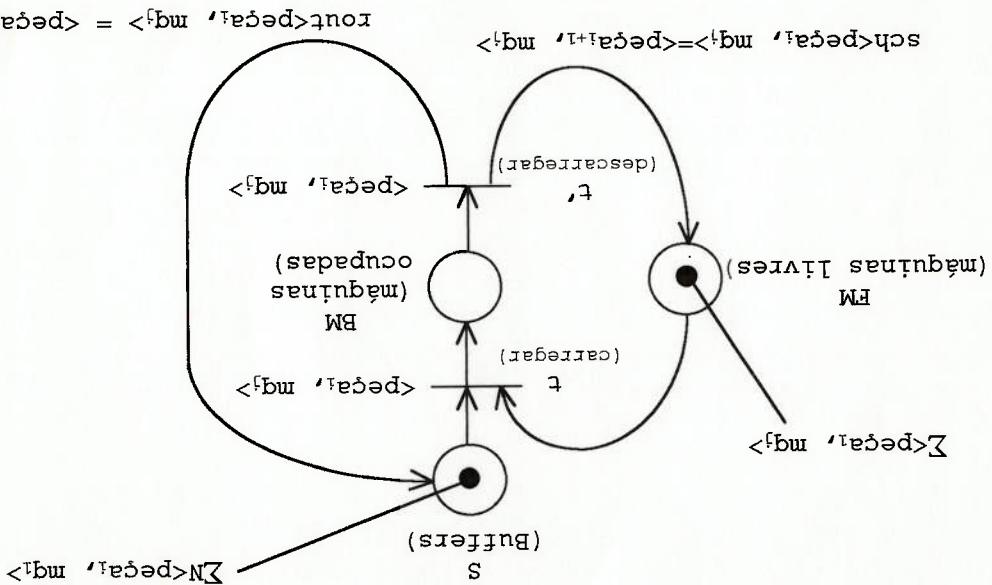 S
(Buffers)
∑N<peçaᵢ, mqᵢ>
∑<peçaᵢ, mqⱼ>
t
(carregar)
<peçaᵢ, mqⱼ>
FM
(máquinas livres)
BM
(máquinas
ocupadas)
t'
(descarregar)
<peçaᵢ, mqⱼ>
sch<peçaᵢ, mqⱼ>=<peçaᵢ₊₁, mqⱼ>
rout<peçaᵢ, mqⱼ> = <peça